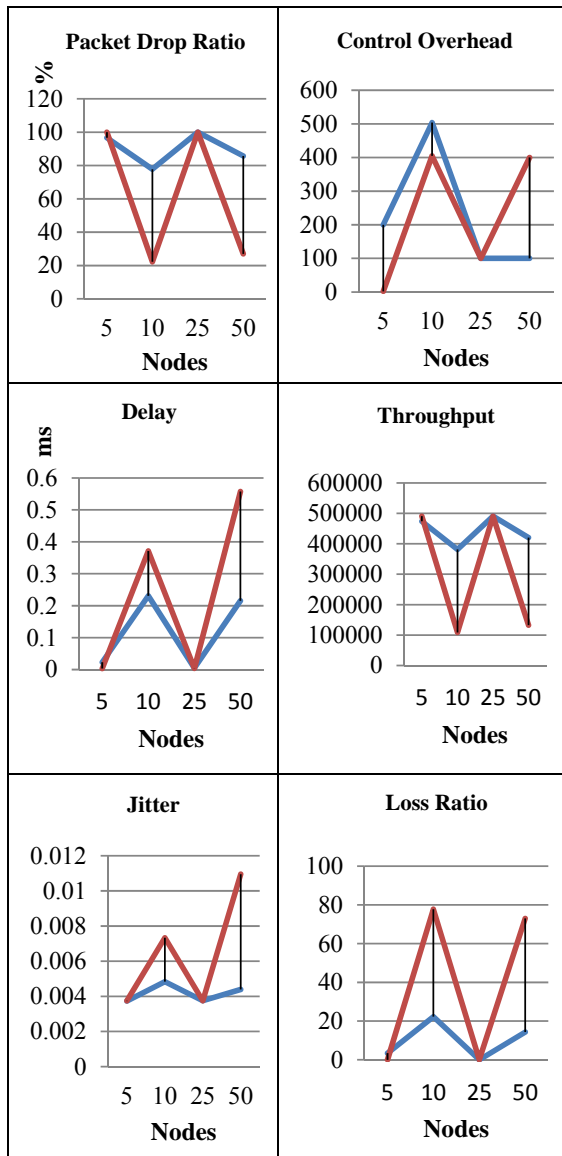 Packet Drop Ratio
%
120
100
80
60
40
20
0
5 10 25 50
Nodes
Control Overhead
600
500
400
300
200
100
0
5 10 25 50
Nodes
Delay
ms
0.6
0.5
0.4
0.3
0.2
0.1
0
5 10 25 50
Nodes
Throughput
600000
500000
400000
300000
200000
100000
0
5 10 25 50
Nodes
Jitter
0.012
0.01
0.008
0.006
0.004
0.002
0
5 10 25 50
Nodes
Loss Ratio
100
80
60
40
20
0
5 10 25 50
Nodes